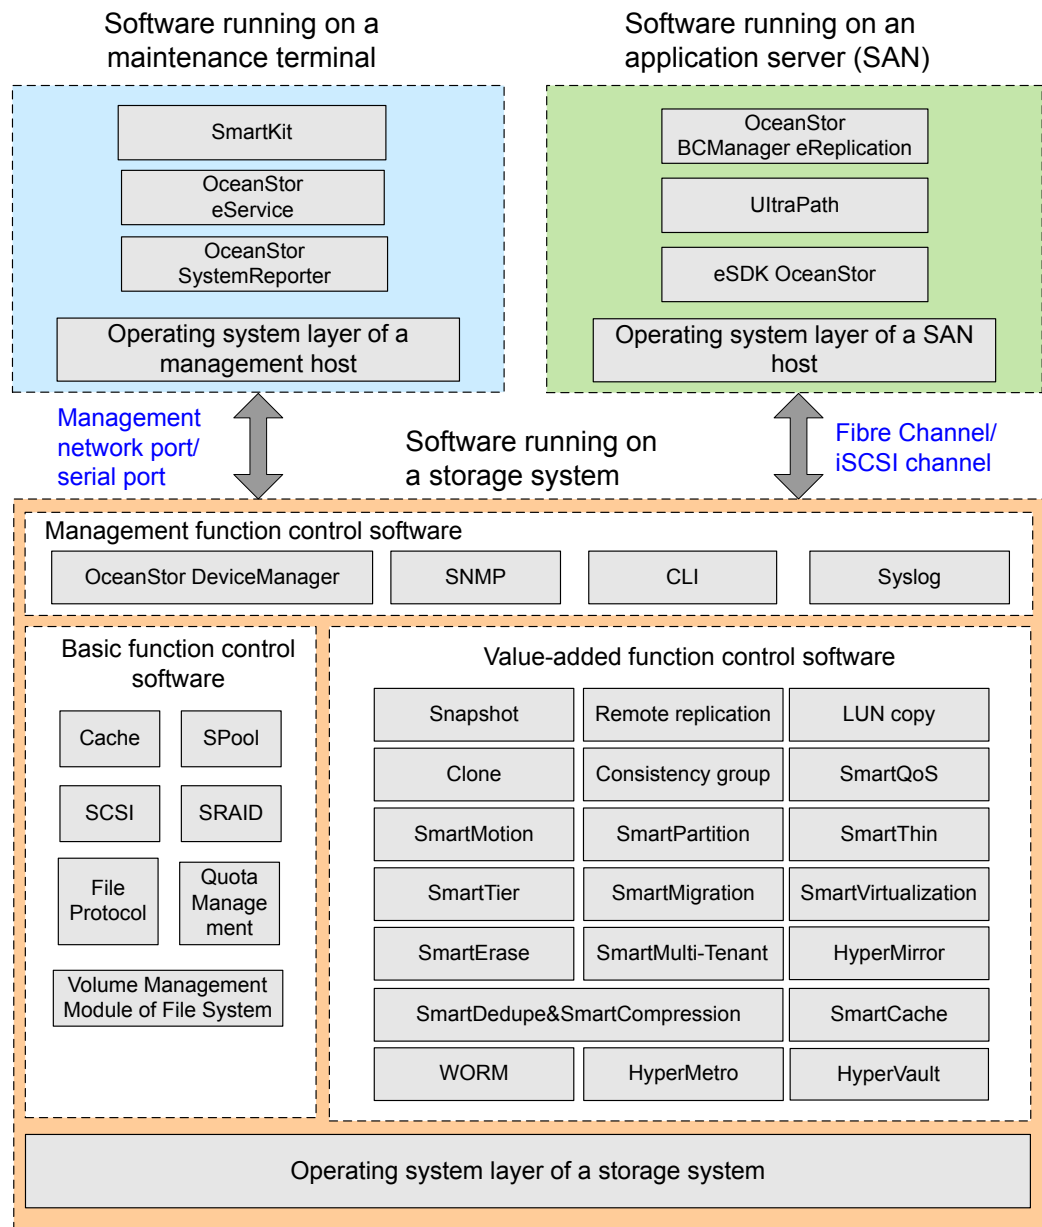 Software running on a
maintenance terminal
Software running on an
application server (SAN)
SmartKit
OceanStor
eService
OceanStor
SystemReporter
Operating system layer of a
management host
OceanStor
BCManager eReplication
UltraPath
eSDK OceanStor
Operating system layer of a SAN
host
Management
network port/
serial port
Software running on
a storage system
Fibre Channel/
iSCSI channel
Management function control software
OceanStor DeviceManager
SNMP
CLI
Syslog
Basic function control
software
Cache
SPool
SCSI
SRAID
File
Protocol
Quota
Manage
ment
Volume Management
Module of File System
Value-added function control software
Snapshot
Remote replication
LUN copy
Clone
Consistency group
SmartQoS
SmartMotion
SmartPartition
SmartThin
SmartTier
SmartMigration
SmartVirtualization
SmartErase
SmartMulti-Tenant
HyperMirror
SmartDedupe&SmartCompression
SmartCache
WORM
HyperMetro
HyperVault
Operating system layer of a storage system